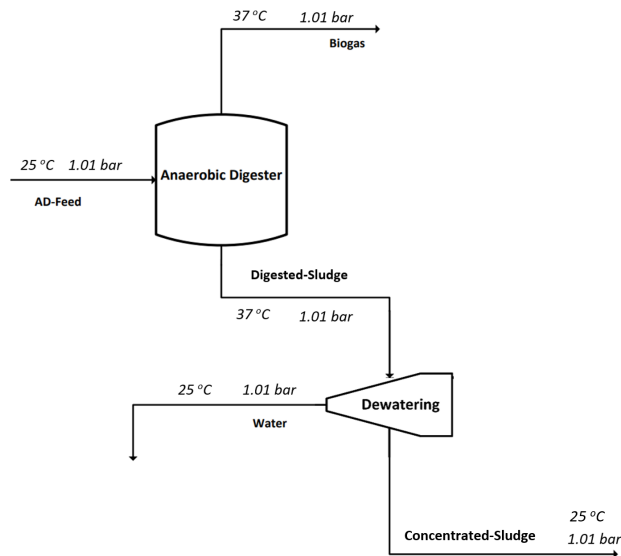 37 °C 1.01 bar
Biogas
25 °C 1.01 bar
AD-Feed
Anaerobic Digester
Digested-Sludge
37 °C 1.01 bar
25 °C 1.01 bar
Water
Dewatering
25 °C
1.01 bar
Concentrated-Sludge